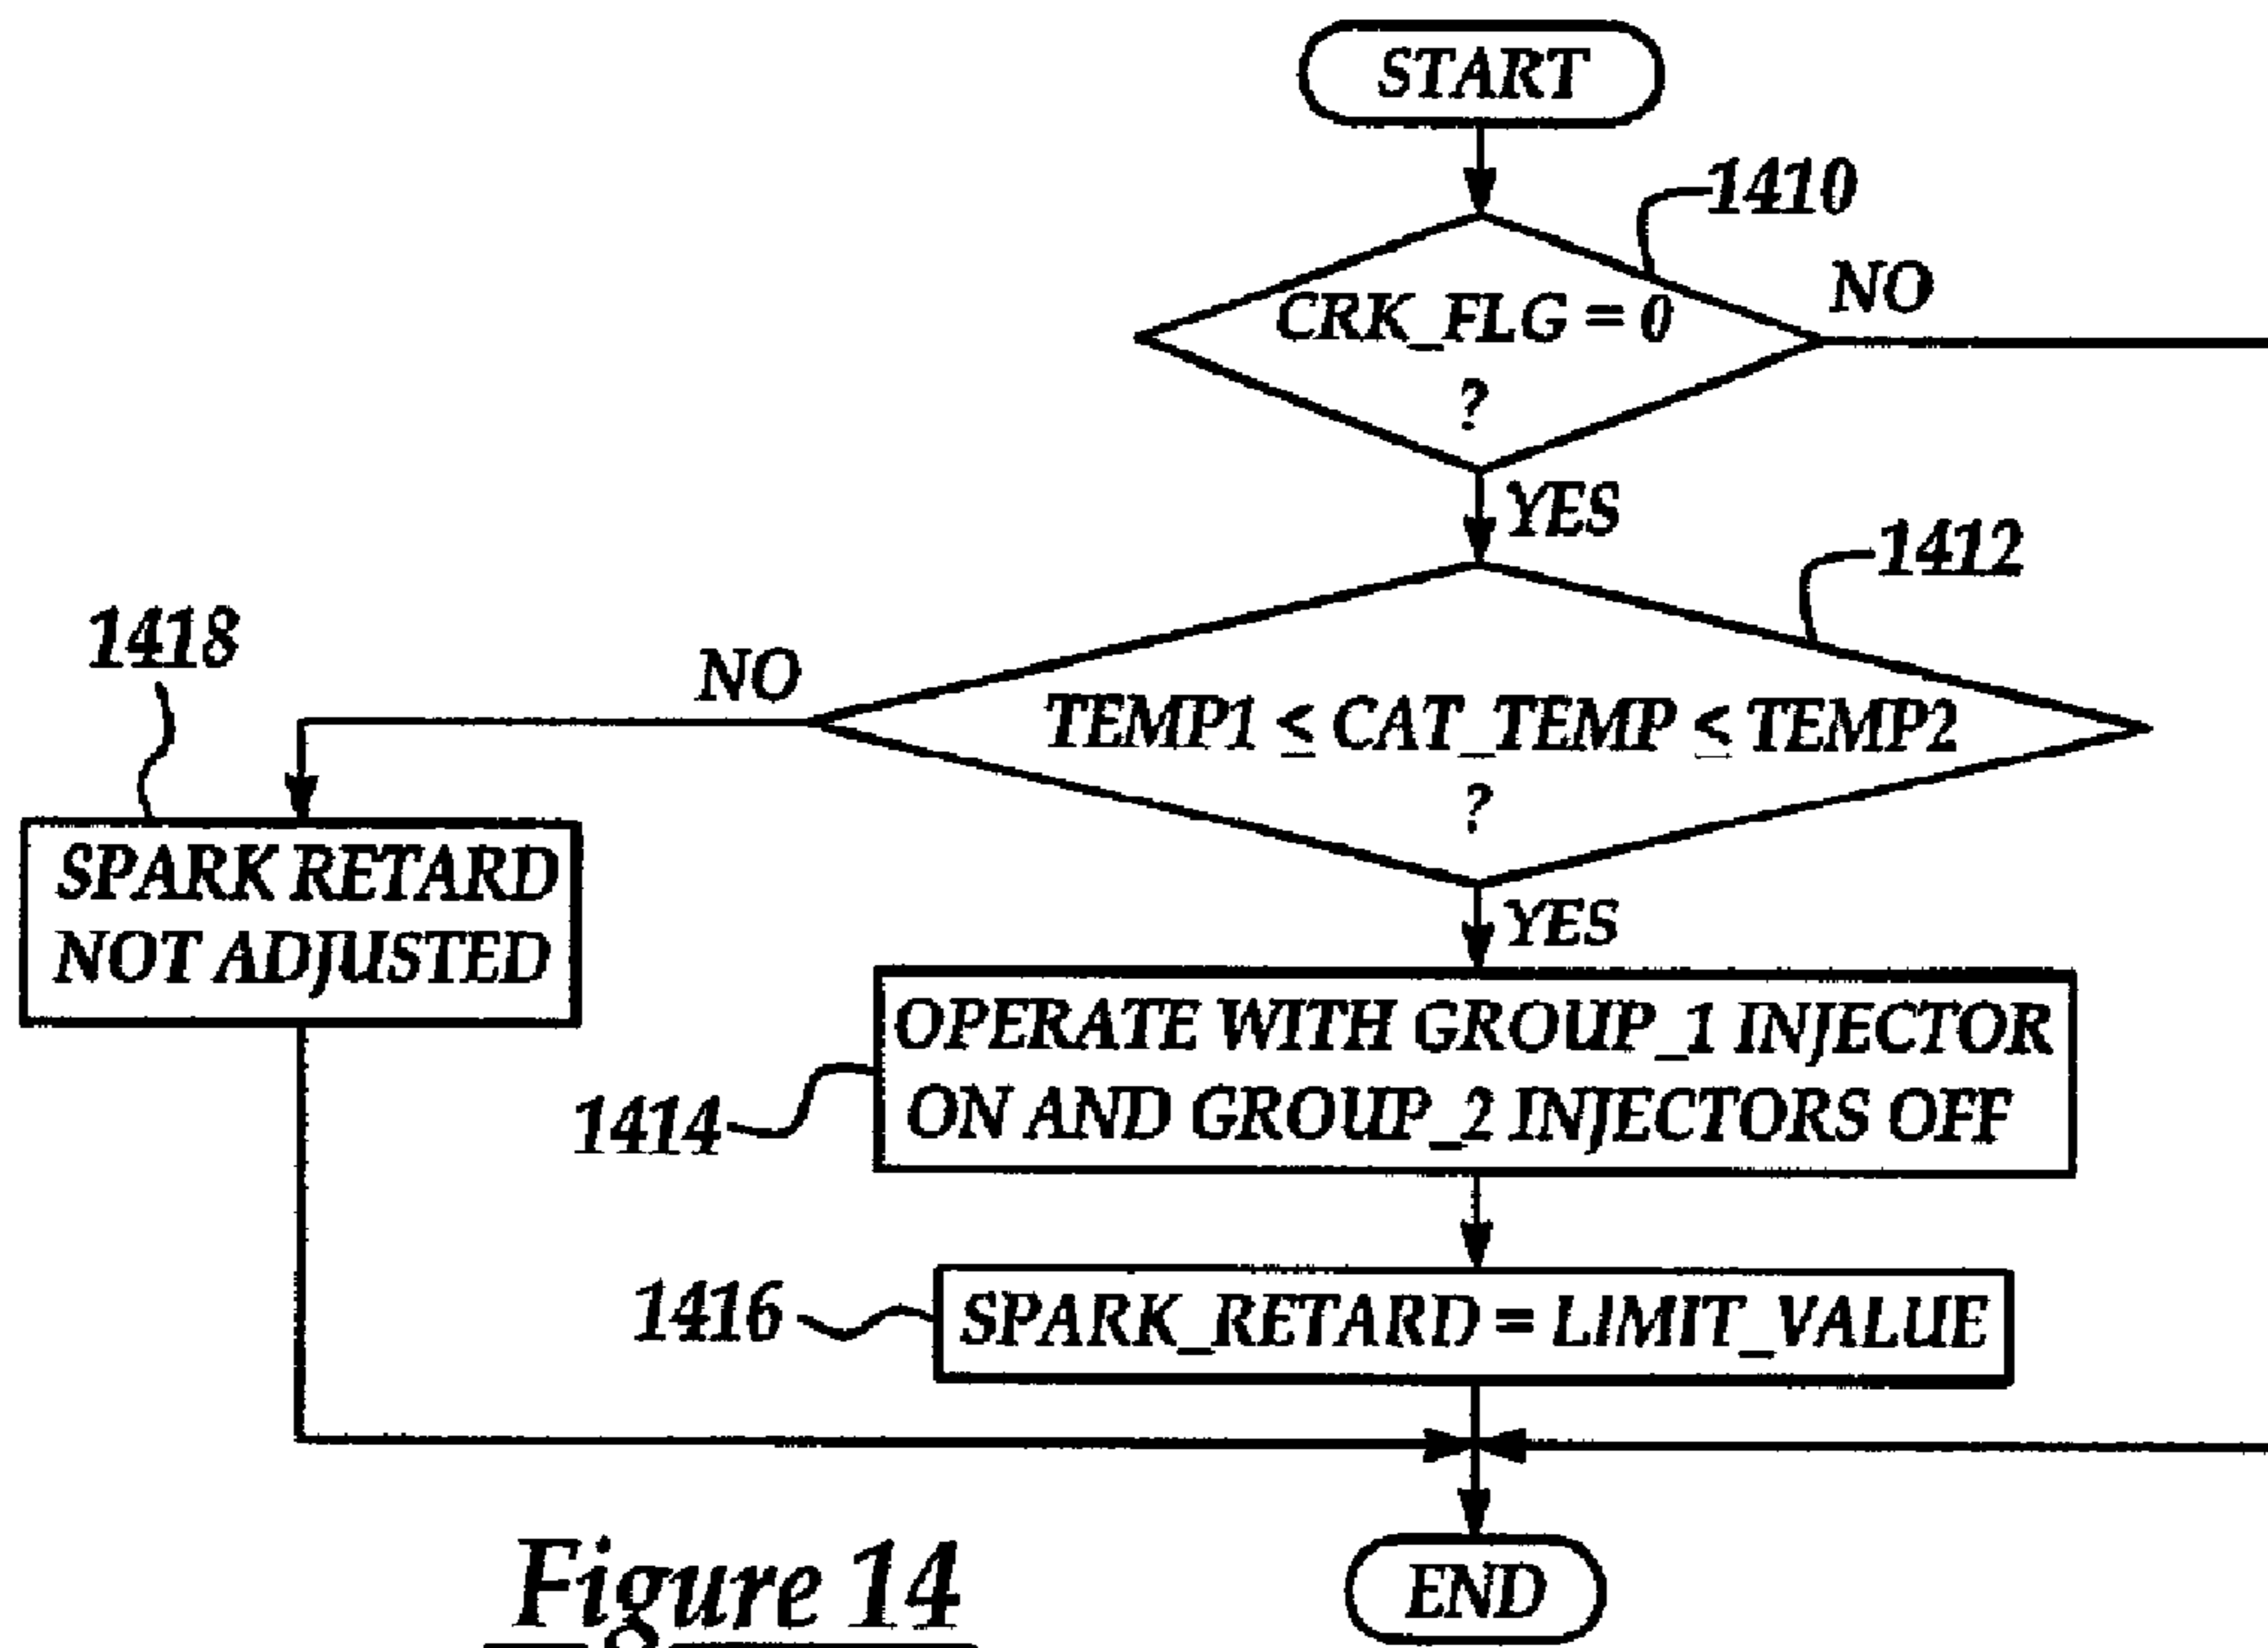 START
1410
NO
CRK_FLG = 0
?
YES
1412
1418
NO
TEMP1 ≤ CAT_TEMP ≤ TEMP2
?
SPARK RETARD
NOT ADJUSTED
YES
OPERATE WITH GROUP_1 INJECTOR
ON AND GROUP_2 INJECTORS OFF
1414
1416
SPARK_RETARD = LIMIT_VALUE
Figure 14
END